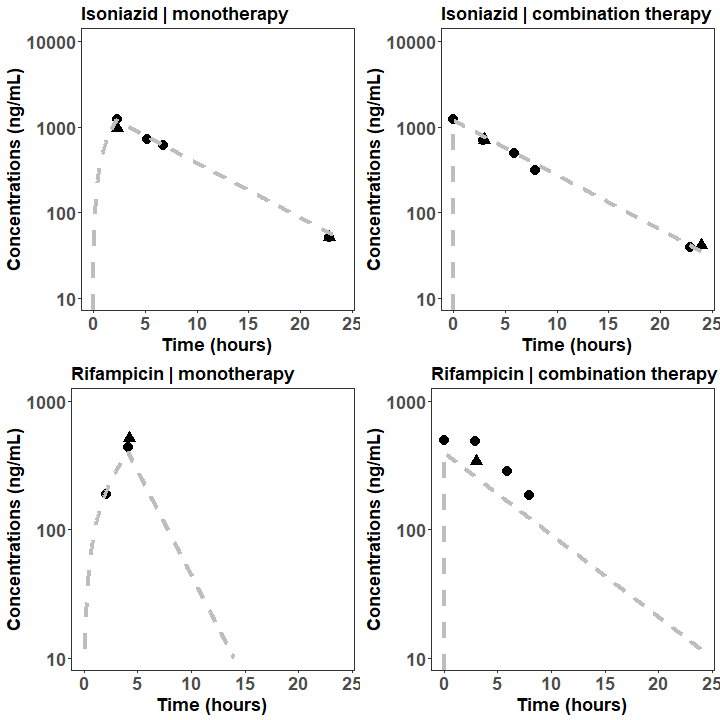 Isoniazid | monotherapy
Concentrations (ng/mL)
10000
1000
100
10
0 5 10 15 20 25
Time (hours)
Isoniazid | combination therapy
Concentrations (ng/mL)
10000
1000
100
10
0 5 10 15 20 25
Time (hours)
Rifampicin | monotherapy
Concentrations (ng/mL)
1000
100
10
0 5 10 15 20 25
Time (hours)
Rifampicin | combination therapy
Concentrations (ng/mL)
1000
100
10
0 5 10 15 20 25
Time (hours)